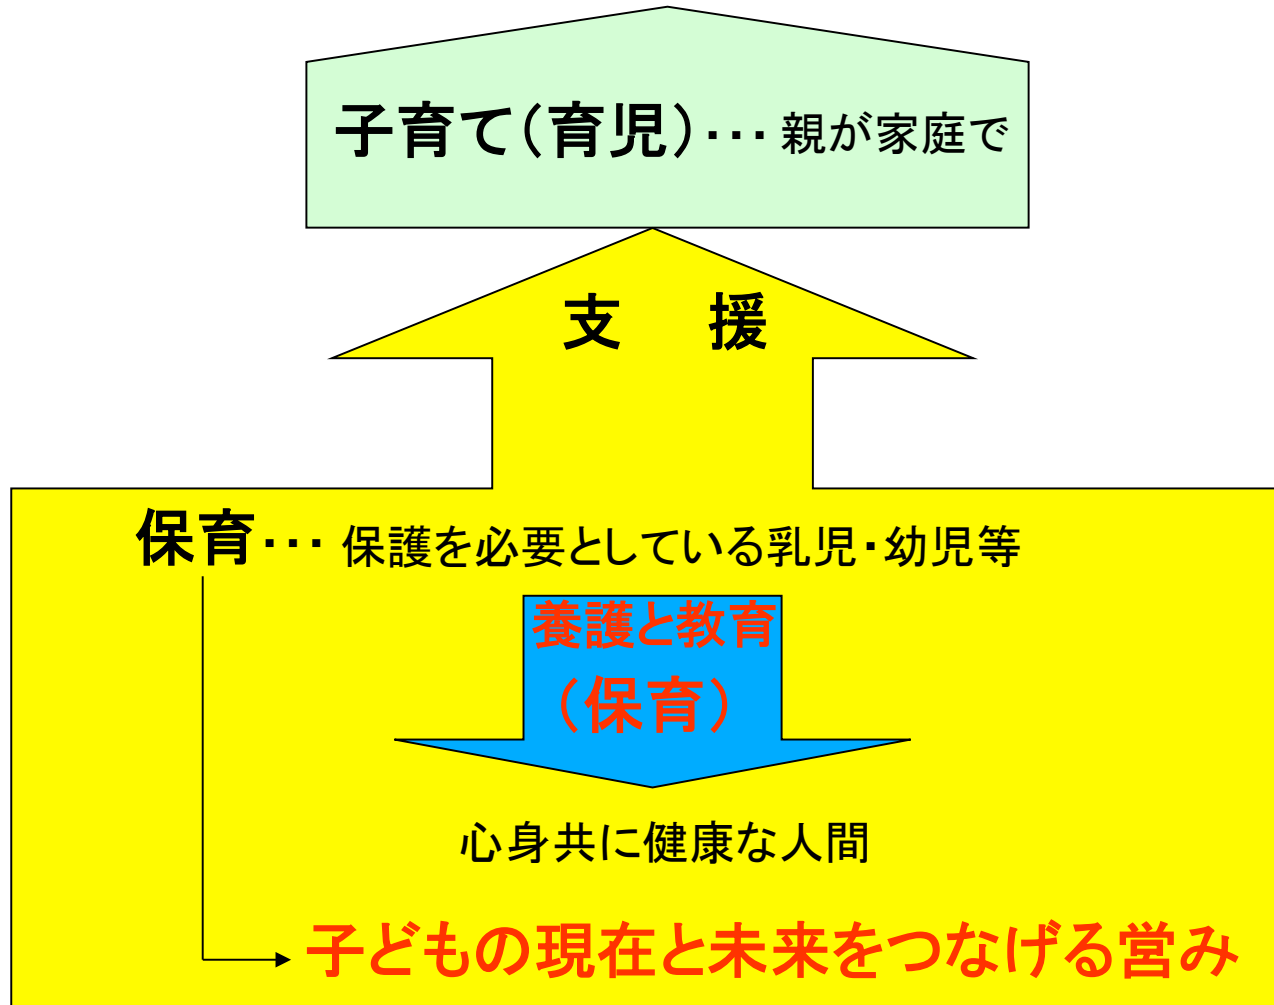 子育て(育児)･･･ 親が家庭で
支　援
保育･･･ 保護を必要としている乳児・幼児等
養護と教育
(保育)
心身共に健康な人間
子どもの現在と未来をつなげる営み